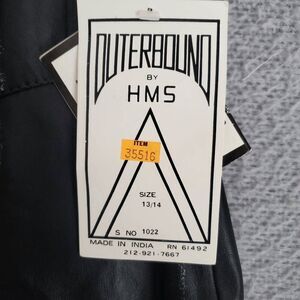 OUTERBOUND
BY
HMS
ITEM
35516
SIZE
13/14
S NO 1022
MADE IN INDIA RN 61492
212-921-7667